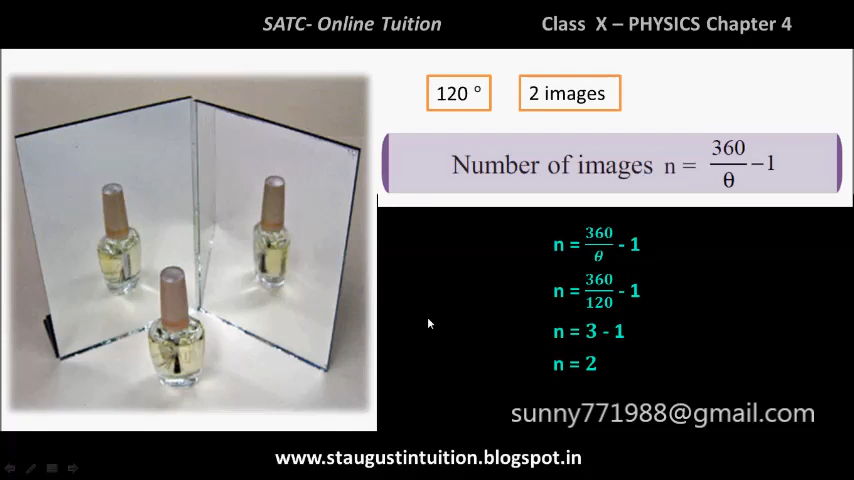 SATC- Online Tuition
Class X – PHYSICS Chapter 4
120 °
2 images
Number of images n = 360/θ −1
n = 360/θ - 1
n = 360/120 - 1
n = 3 - 1
n = 2
sunny771988@gmail.com
www.staugustintuition.blogspot.in